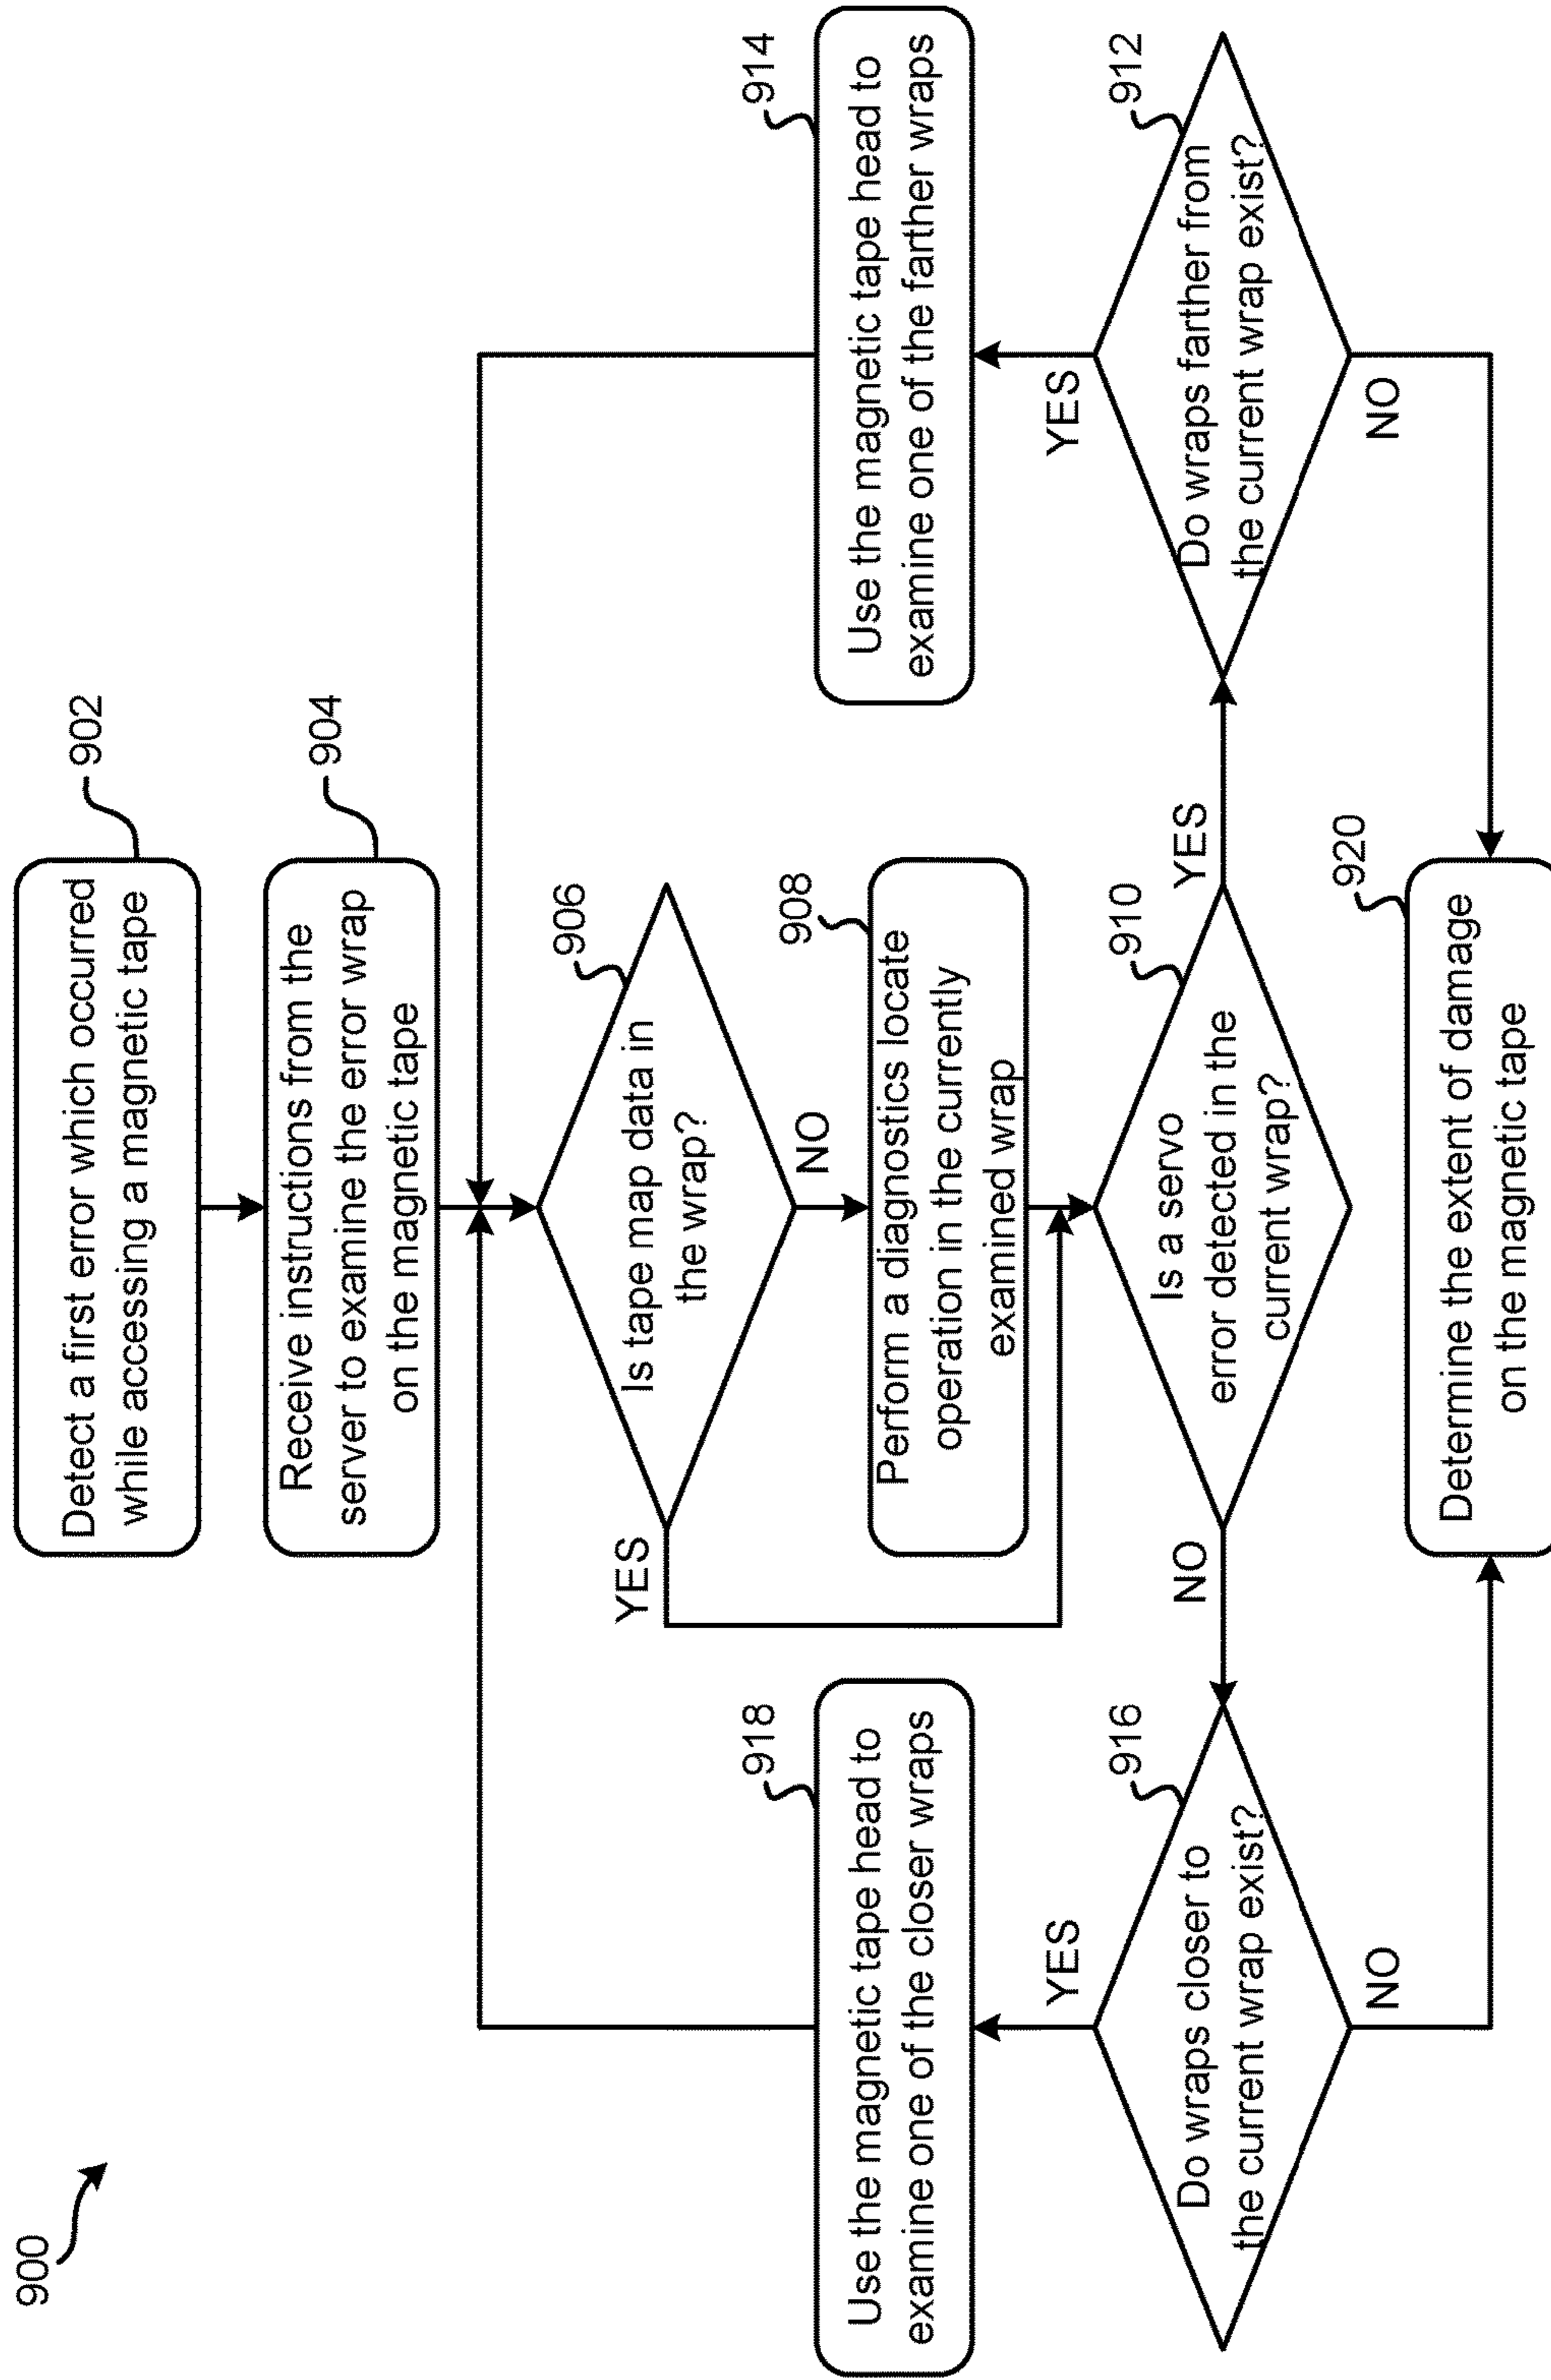 900
Detect a first error which occurred
while accessing a magnetic tape
902
Receive instructions from the
server to examine the error wrap
on the magnetic tape
904
Is tape map data in
the wrap?
906
YES
NO
Perform a diagnostics locate
operation in the currently
examined wrap
908
Is a servo
error detected in the
current wrap?
910
NO
YES
Use the magnetic tape head to
examine one of the closer wraps
918
YES
Do wraps closer to
the current wrap exist?
916
NO
Use the magnetic tape head to
examine one of the farther wraps
914
YES
Do wraps farther from
the current wrap exist?
912
NO
Determine the extent of damage
on the magnetic tape
920